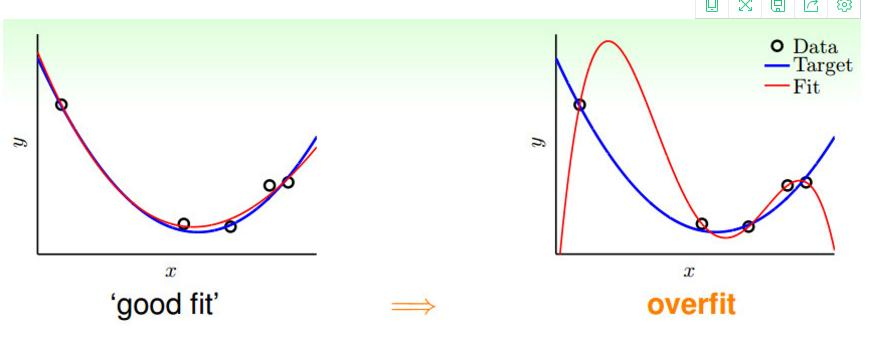 y
x
'good fit'
⟹
y
Data
Target
Fit
x
overfit